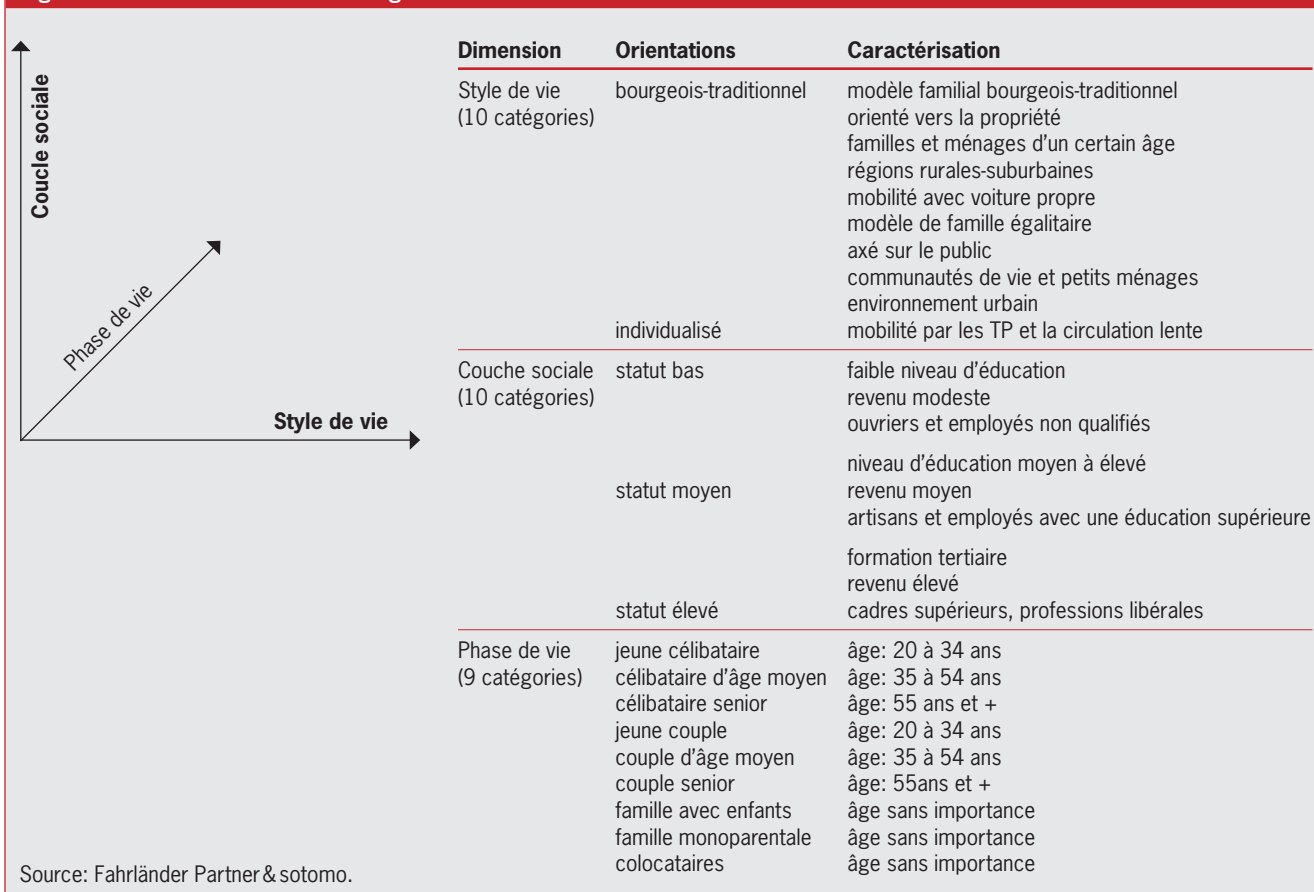 Coucle sociale
Phase de vie
Style de vie
Dimension Orientations Caractérisation
Style de vie bourgeois-traditionnel modèle familial bourgeois-traditionnel
(10 catégories) orienté vers la propriété
familles et ménages d'un certain âge
régions rurales-suburbaines
mobilité avec voiture propre
modèle de famille égalitaire
axé sur le public
communautés de vie et petits ménages
environnement urbain
individualisé mobilité par les TP et la circulation lente
Couche sociale statut bas faible niveau d'éducation
(10 catégories) revenu modeste
ouvriers et employés non qualifiés
niveau d'éducation moyen à élevé
statut moyen revenu moyen
artisans et employés avec une éducation supérieure
formation tertiaire
revenu élevé
statut élevé cadres supérieurs, professions libérales
Phase de vie jeune célibataire âge: 20 à 34 ans
(9 catégories) célibataire d'âge moyen âge: 35 à 54 ans
célibataire senior âge: 55 ans et +
jeune couple âge: 20 à 34 ans
couple d'âge moyen âge: 35 à 54 ans
couple senior âge: 55ans et +
famille avec enfants âge sans importance
famille monoparentale âge sans importance
colocataires âge sans importance
Source: Fahrländer Partner & sotomo.